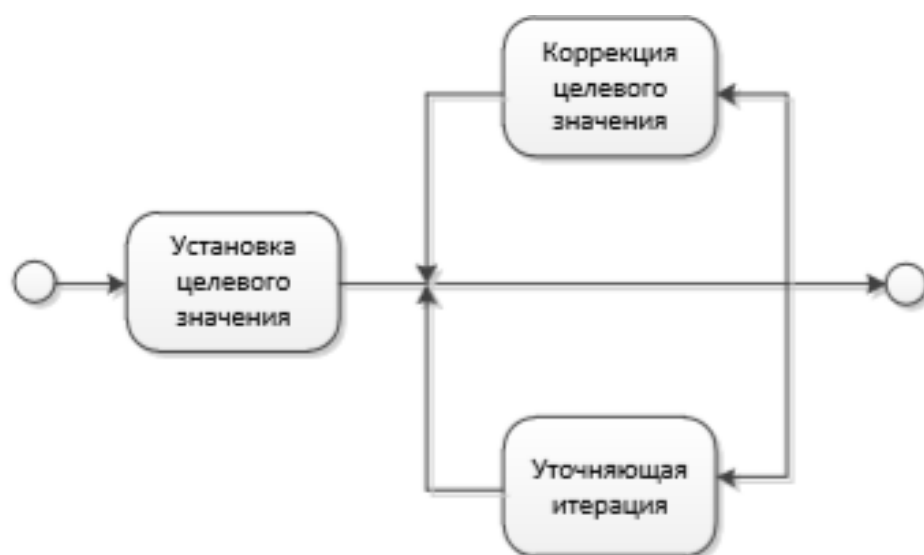 Коррекция
целевого
значения
Установка
целевого
значения
Уточняющая
итерация